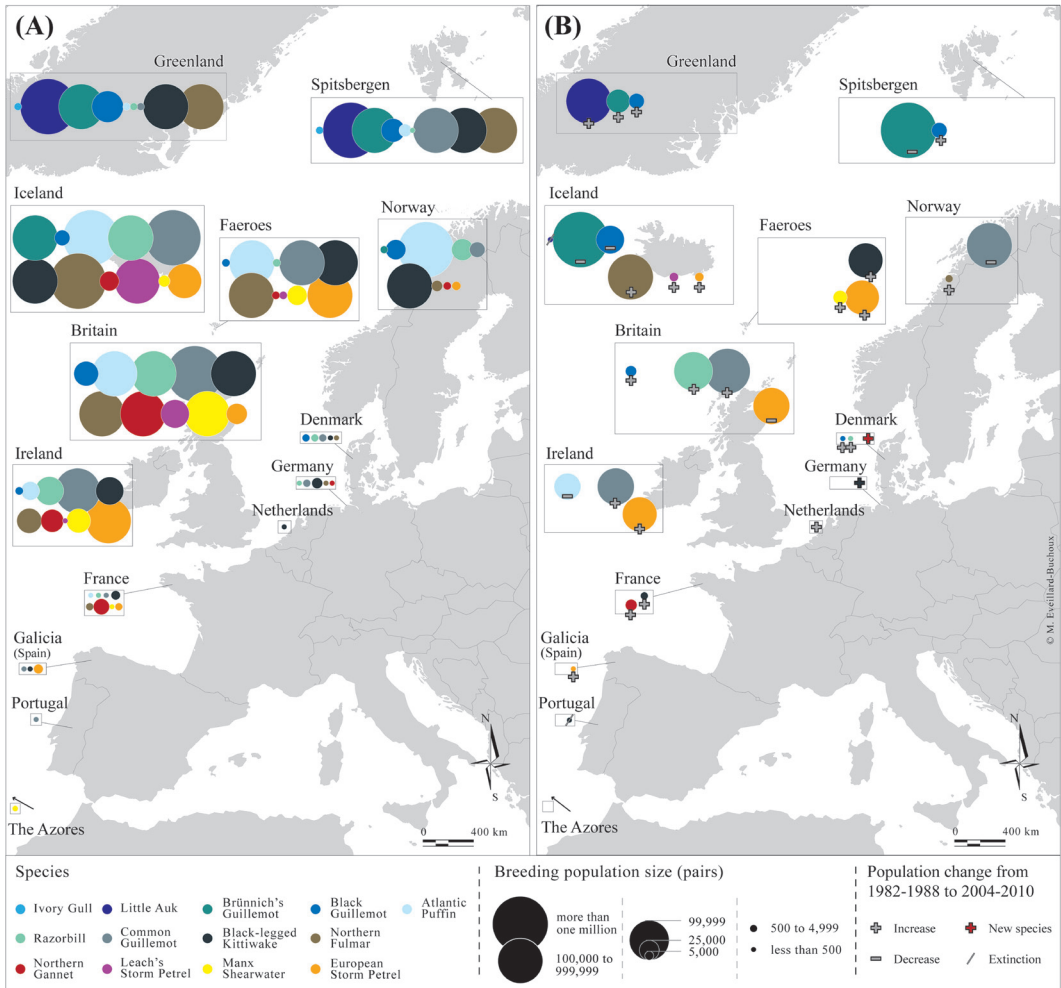 (A)
Greenland
Spitsbergen
Iceland
Faeroes
Norway
Britain
Denmark
Ireland
Germany
Netherlands
France
Galicia
(Spain)
Portugal
The Azores
N
S
0 400 km
(B)
Greenland
Spitsbergen
Iceland
Faeroes
Norway
Britain
Denmark
Ireland
Germany
Netherlands
France
Galicia
(Spain)
Portugal
The Azores
N
S
0 400 km
© M. Eveillard-Buchoux
Species
Ivory Gull
Little Auk
Brünnich's
Guillemot
Black
Guillemot
Atlantic
Puffin
Razorbill
Common
Guillemot
Black-legged
Kittiwake
Northern
Fulmar
Northern
Gannet
Leach's
Storm Petrel
Manx
Shearwater
European
Storm Petrel
Breeding population size (pairs)
more than
one million
100,000 to
999,999
99,999
25,000
5,000
500 to 4,999
less than 500
Population change from
1982-1988 to 2004-2010
Increase
New species
Decrease
Extinction